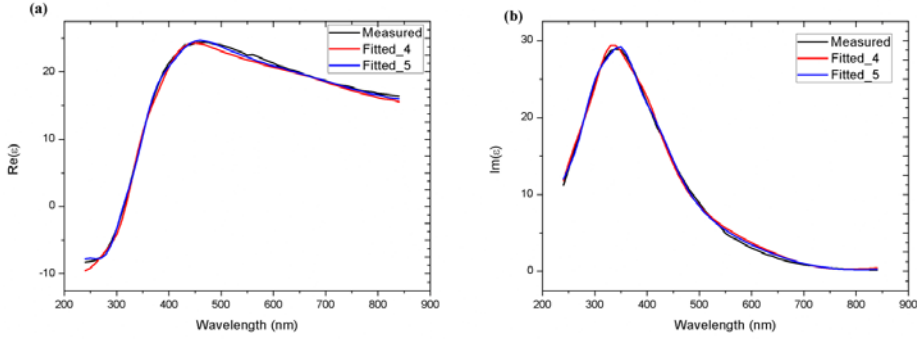 (a)
Measured
Fitted_4
Fitted_5
20
10
0
-10
Re(ε)
200 300 400 500 600 700 800 900
Wavelength (nm)
(b)
Measured
Fitted_4
Fitted_5
30
20
10
0
Im(ε)
200 300 400 500 600 700 800 900
Wavelength (nm)